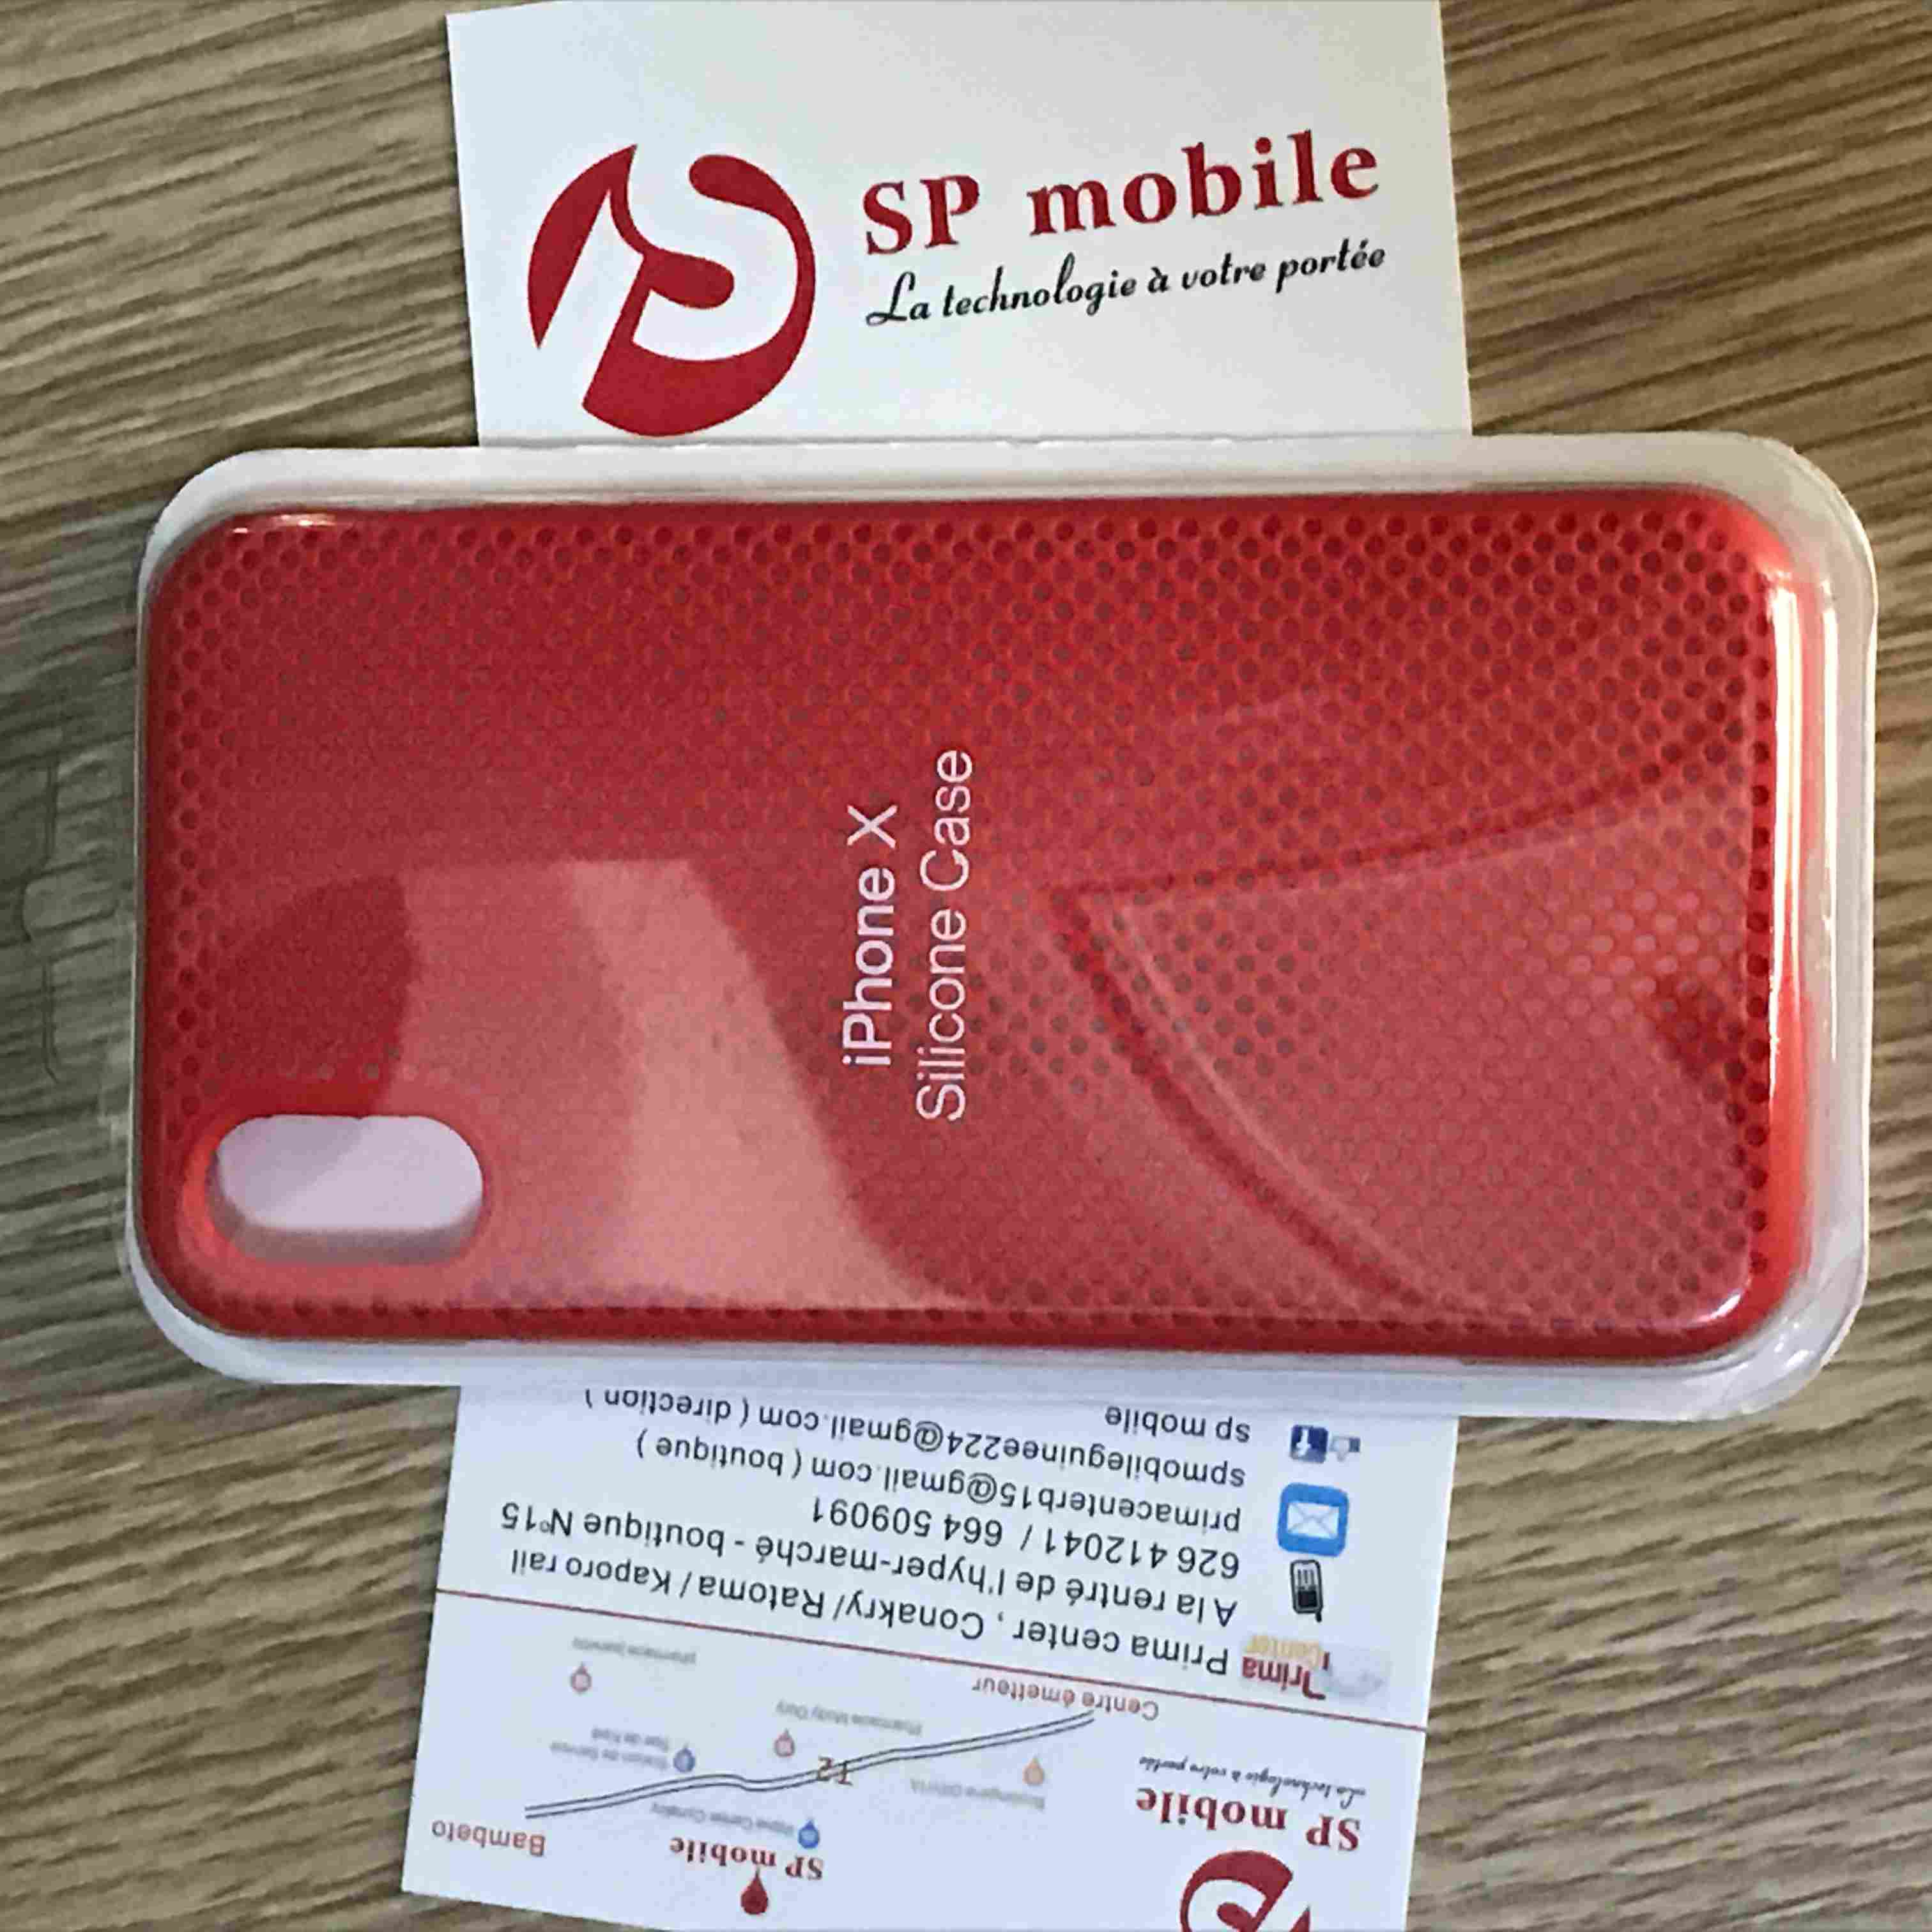 Bambeto
SP mobile
Centre émetteur
SP mobile
La technologie à votre portée
Prima
Center
Prima center , Conakry/ Ratoma / Kaporo rail
A la rentré de l'hyper-marché - boutique N°15
626 412041 / 664 509091
primacenterb15@gmail.com ( boutique )
spmobileguinee224@gmail.com ( direction )
sp mobile
iPhone X
Silicone Case
SP mobile
La technologie à votre portée